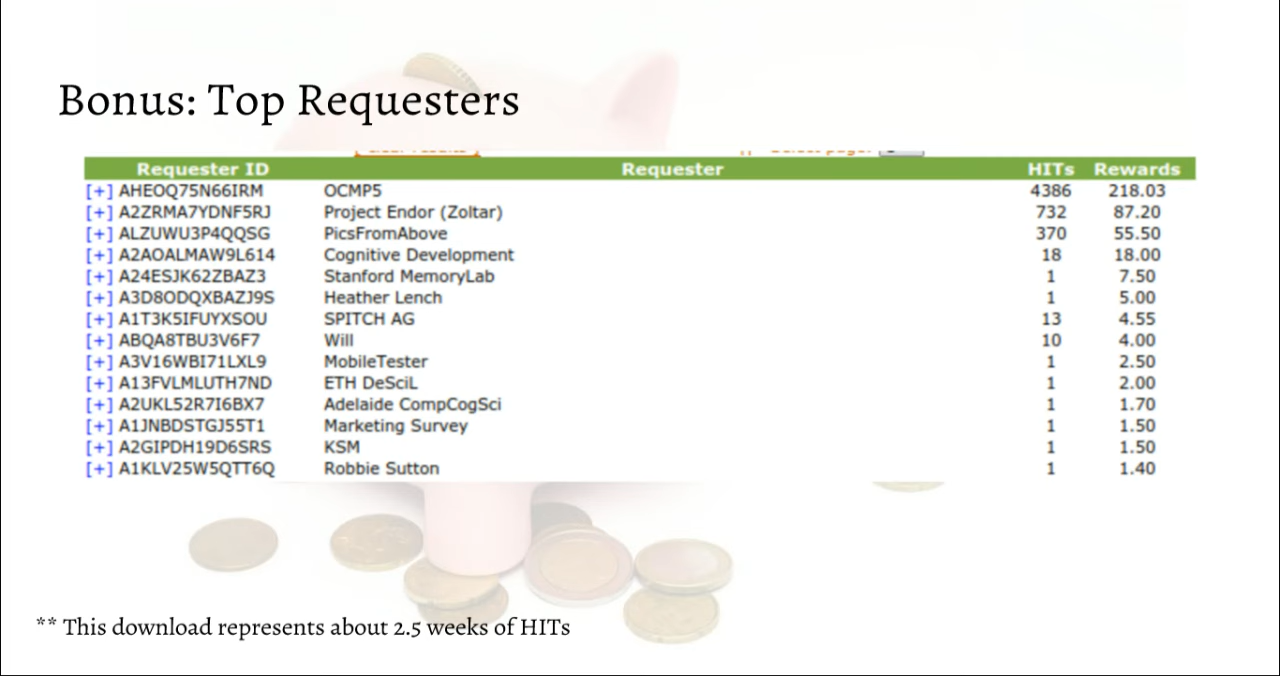 Bonus: Top Requesters
Requester ID Requester HITs Rewards
[+] AHEOQ75N66IRM OCMP5 4386 218.03
[+] A2ZRMA7YDNF5RJ Project Endor (Zoltar) 732 87.20
[+] ALZUWU3P4QQSG PicsFromAbove 370 55.50
[+] A2AOALMAW9L614 Cognitive Development 18 18.00
[+] A24ESJK62ZBAZ3 Stanford MemoryLab 1 7.50
[+] A3D8ODQXBAZJ9S Heather Lench 1 5.00
[+] A1T3K5IFUYXSOU SPITCH AG 13 4.55
[+] ABQA8TBU3V6F7 Will 10 4.00
[+] A3V16WBI71LXL9 MobileTester 1 2.50
[+] A13FVLMLUTH7ND ETH DeSciL 1 2.00
[+] A2UKL52R7I6BX7 Adelaide CompCogSci 1 1.70
[+] A1JNBDSTGJ55T1 Marketing Survey 1 1.50
[+] A2GIPDH19D6SRS KSM 1 1.50
[+] A1KLV25W5QTT6Q Robbie Sutton 1 1.40
** This download represents about 2.5 weeks of HITs